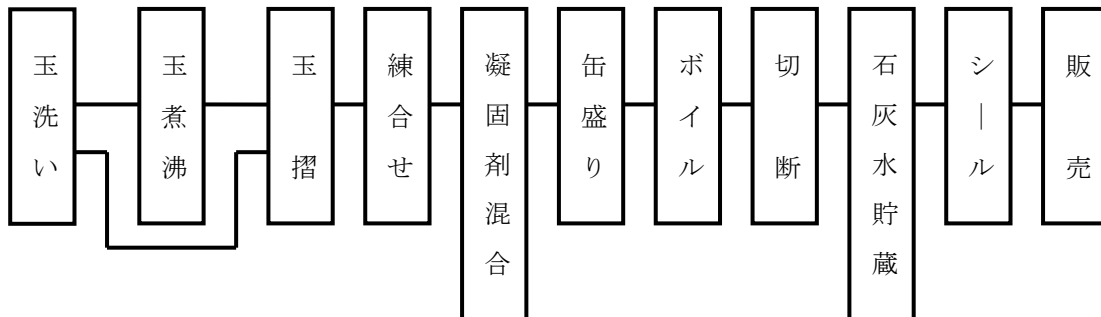 玉洗い
玉煮沸
玉摺
練合せ
凝固剤混合
缶盛り
ボイル
切断
石灰水貯蔵
シール
販売